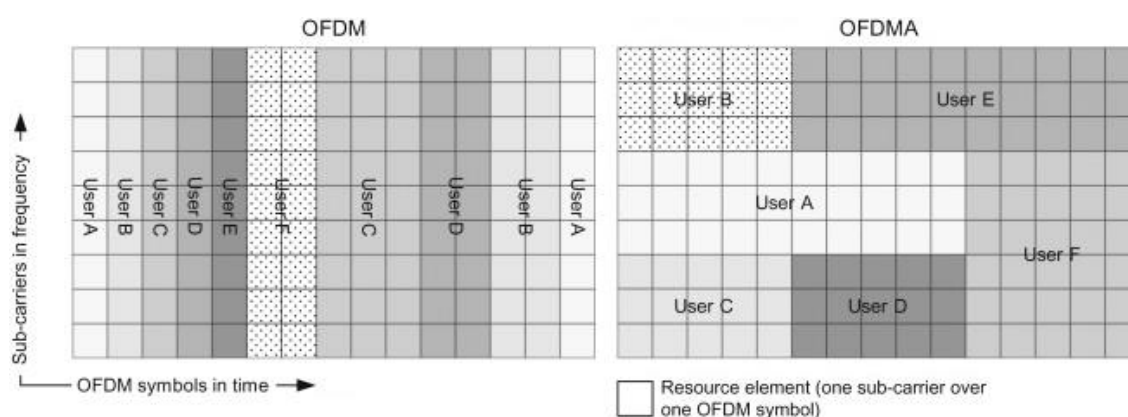 OFDM
OFDMA
Sub-carriers in frequency
User A
User B
User C
User D
User E
User F
User C
User D
User B
User A
OFDM symbols in time
User B
User E
User A
User F
User C
User D
Resource element (one sub-carrier over
one OFDM symbol)